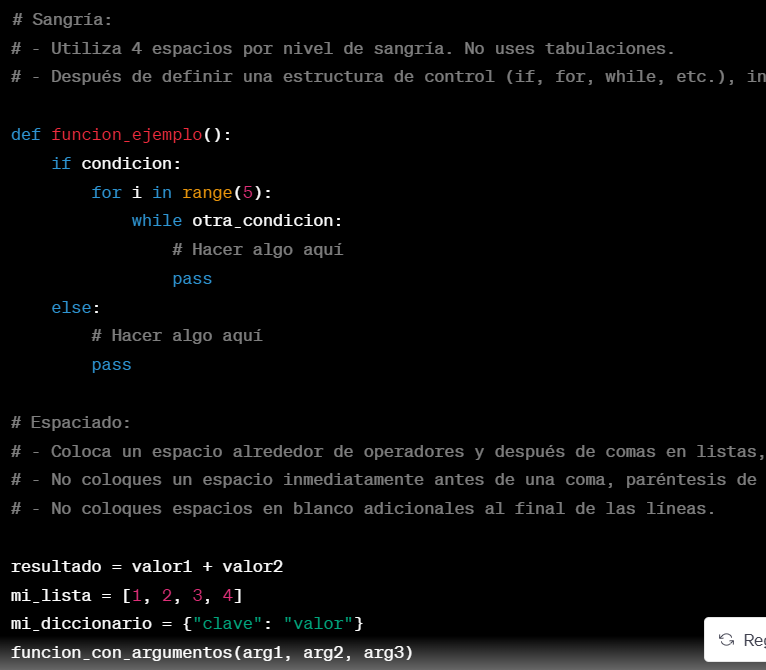 # Sangría:
# - Utiliza 4 espacios por nivel de sangría. No uses tabulaciones.
# - Después de definir una estructura de control (if, for, while, etc.), in
def funcion_ejemplo():
    if condicion:
        for i in range(5):
            while otra_condicion:
                # Hacer algo aquí
                pass
    else:
        # Hacer algo aquí
        pass
# Espaciado:
# - Coloca un espacio alrededor de operadores y después de comas en listas,
# - No coloques un espacio inmediatamente antes de una coma, paréntesis de
# - No coloques espacios en blanco adicionales al final de las líneas.
resultado = valor1 + valor2
mi_lista = [1, 2, 3, 4]
mi_diccionario = {"clave": "valor"}
funcion_con_argumentos(arg1, arg2, arg3)
Reg